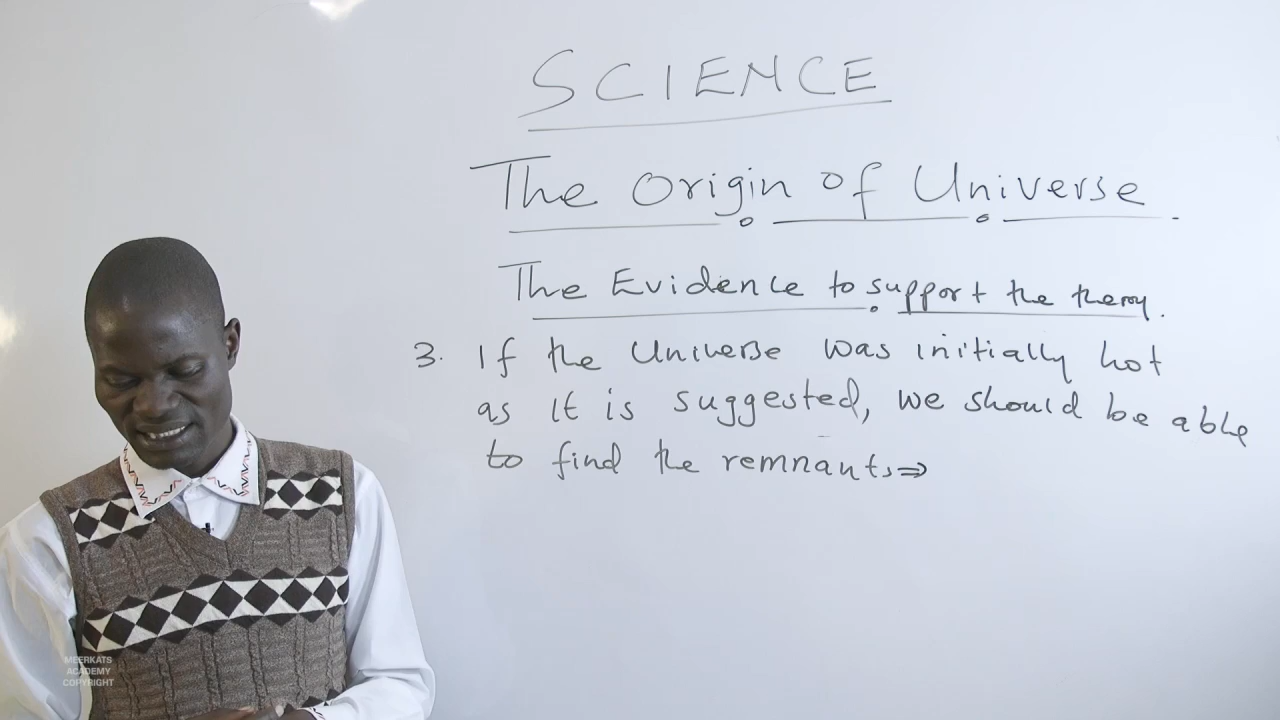 SCIENCE
The Origin of Universe
The Evidence to support the theory.
3. If the Universe was initially hot
as it is suggested, we should be able
to find the remnants ⇒
MEERKATS
ACADEMY
COPYRIGHT